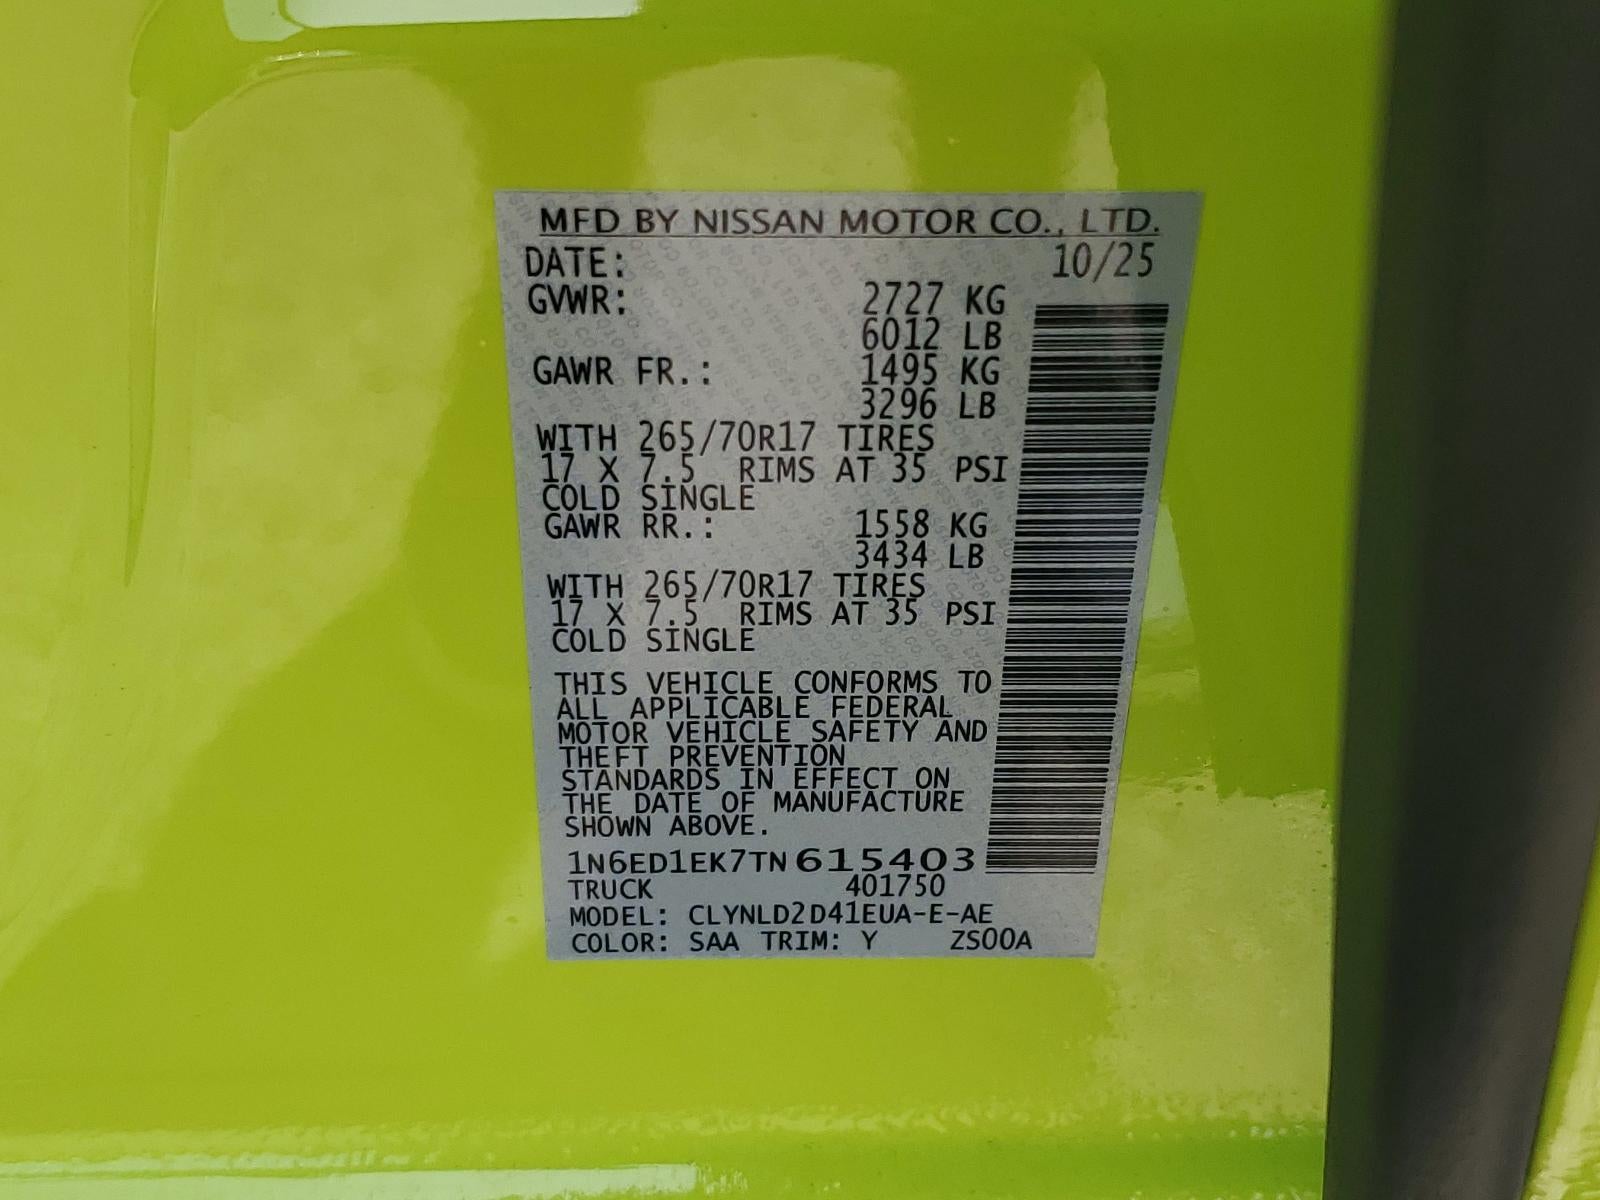 MFD BY NISSAN MOTOR CO., LTD.
DATE: 10/25
GVWR: 2727 KG
6012 LB
GAWR FR.: 1495 KG
3296 LB
WITH 265/70R17 TIRES
17 X 7.5 RIMS AT 35 PSI
COLD SINGLE
GAWR RR.: 1558 KG
3434 LB
WITH 265/70R17 TIRES
17 X 7.5 RIMS AT 35 PSI
COLD SINGLE
THIS VEHICLE CONFORMS TO
ALL APPLICABLE FEDERAL
MOTOR VEHICLE SAFETY AND
THEFT PREVENTION
STANDARDS IN EFFECT ON
THE DATE OF MANUFACTURE
SHOWN ABOVE.
1N6ED1EK7TN615403
TRUCK 401750
MODEL: CLYNLD2D41EUA-E-AE
COLOR: SAA TRIM: Y ZS00A